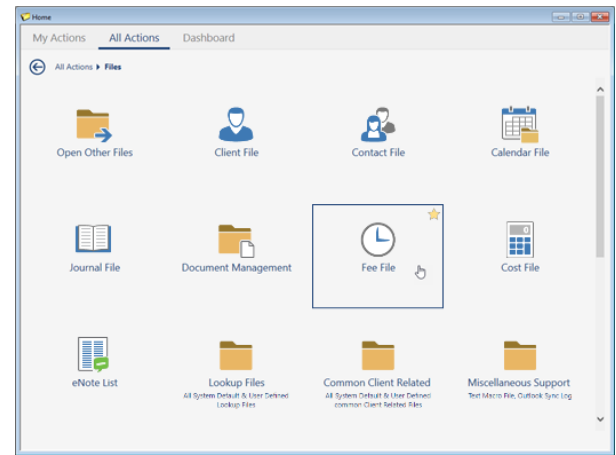 Home
My Actions All Actions Dashboard
All Actions Files
Open Other Files Client File Contact File Calendar File
Journal File Document Management Fee File Cost File
eNote List Lookup Files Common Client Related Miscellaneous Support
All System Default & User Defined All System Default & User Defined Text Macro File, Outlook Sync Log
Lookup Files common Client Related Files